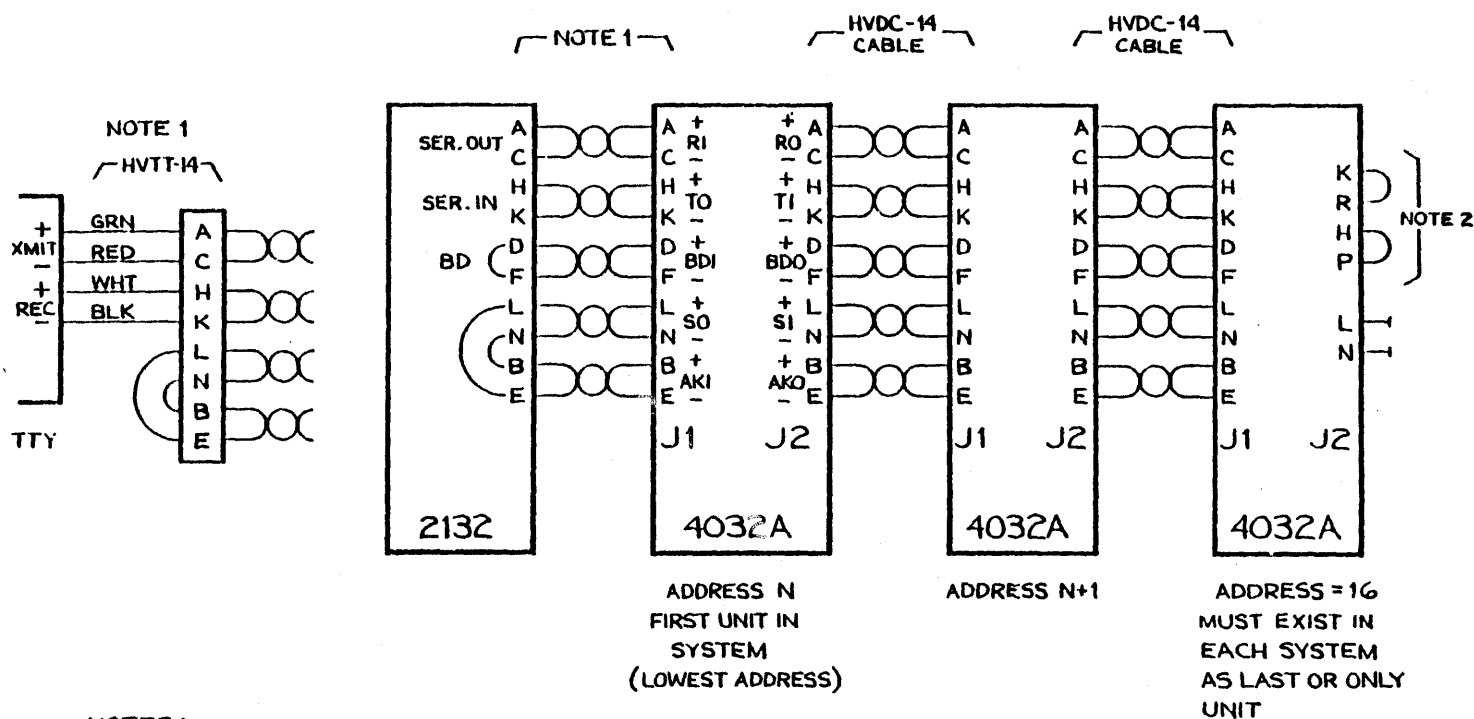 NOTE 1
HVDC-14
CABLE
HVDC-14
CABLE
NOTE 1
HVTT-14
+
XMIT
-
+
REC
-
GRN
RED
WHT
BLK
A
C
H
K
L
N
B
E
TTY
SER. OUT
SER. IN
BD
A
C
H
K
D
F
L
N
B
E
2132
A
C
H
K
D
F
L
N
B
E
+
RI
-
+
TO
-
+
BDI
-
+
SO
-
+
AKI
-
+
RO
-
+
TI
-
+
BDO
-
+
SI
-
+
AKO
-
A
C
H
K
D
F
L
N
B
E
J1 J2
4032A
A
C
H
K
D
F
L
N
B
E
A
C
H
K
D
F
L
N
B
E
J1 J2
4032A
A
C
H
K
D
F
L
N
B
E
K
R
H
P
L
N
NOTE 2
J1 J2
4032A
ADDRESS N
FIRST UNIT IN
SYSTEM
(LOWEST ADDRESS)
ADDRESS N+1
ADDRESS = 16
MUST EXIST IN
EACH SYSTEM
AS LAST OR ONLY
UNIT